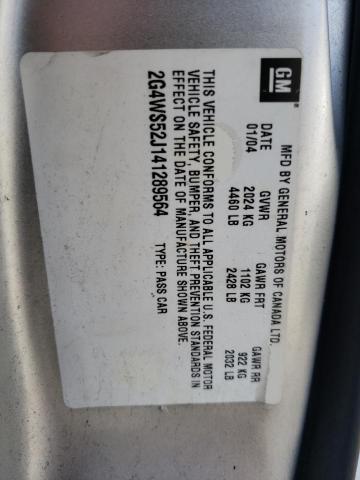 GM
MFD BY GENERAL MOTORS OF CANADA LTD.
DATE GVWR GAWR FRT GAWR RR
01/04 2024 KG 1102 KG 922 KG
4460 LB 2428 LB 2032 LB
THIS VEHICLE CONFORMS TO ALL APPLICABLE U.S. FEDERAL MOTOR
VEHICLE SAFETY, BUMPER, AND THEFT PREVENTION STANDARDS IN
EFFECT ON THE DATE OF MANUFACTURE SHOWN ABOVE.
2G4WS52J141289564 TYPE: PASS CAR